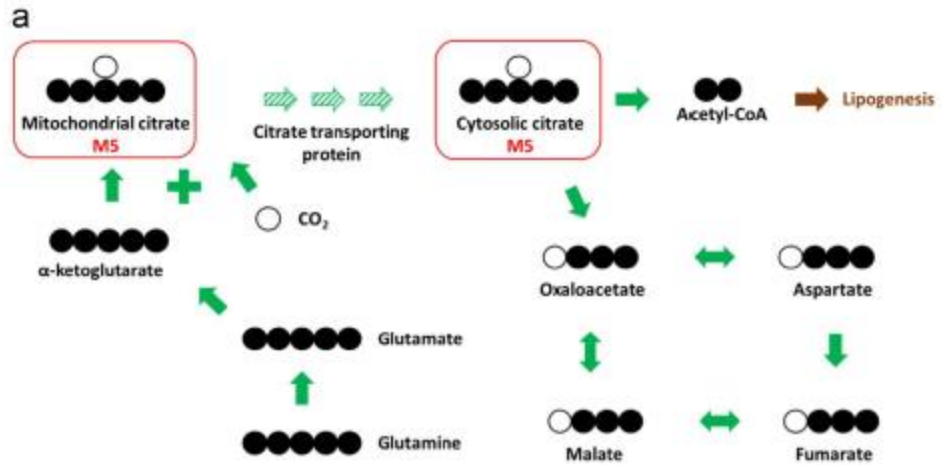 a
Mitochondrial citrate
M5
Citrate transporting
protein
Cytosolic citrate
M5
Acetyl-CoA
Lipogenesis
CO₂
α-ketoglutarate
Oxaloacetate
Aspartate
Glutamate
Glutamine
Malate
Fumarate